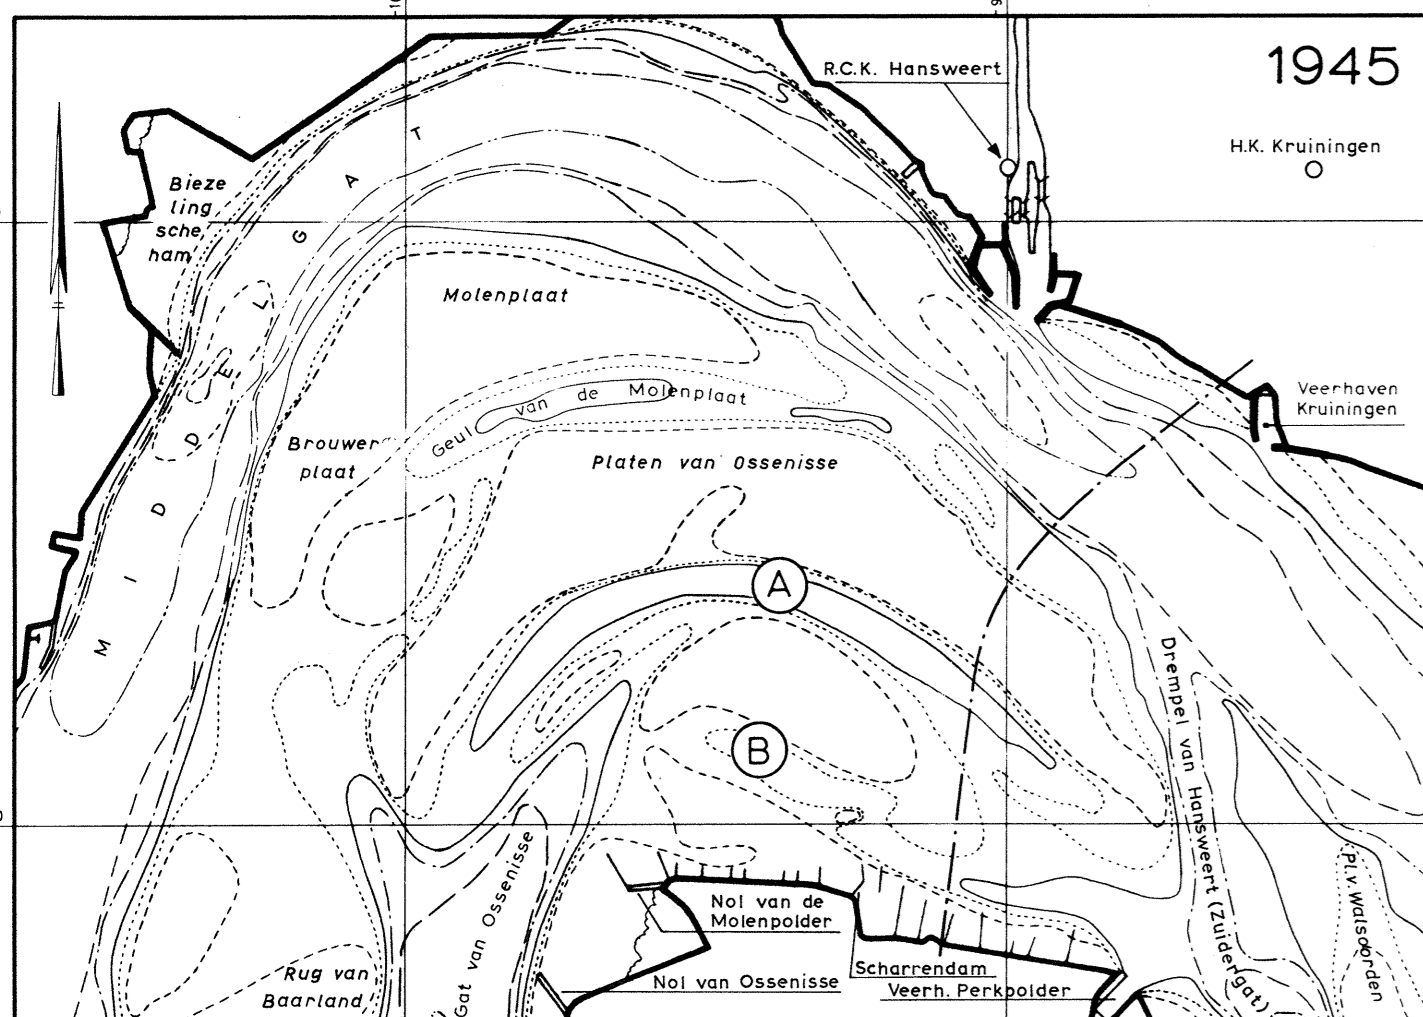 1945
R.C.K. Hansweert
H.K. Kruiningen
Bieze
ling
sche
ham
MIDDELGAT
Molenplaat
Geul van de Molenplaat
Brouwer
plaat
Platen van Ossenisse
Veerhaven
Kruiningen
A
B
Drempel van Hansweert (Zuidergat)
Pl. v. Walsoorden
Gat van Ossenisse
Rug van
Baarland
Nol van de
Molenpolder
Nol van Ossenisse
Scharrendam
Veerh. Perkpolder